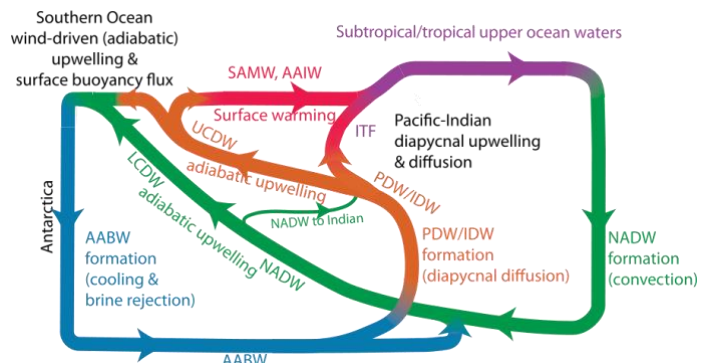 Southern Ocean
wind-driven (adiabatic)
upwelling &
surface buoyancy flux
Subtropical/tropical upper ocean waters
SAMW, AAIW
Surface warming
ITF
Pacific-Indian
diapycnal upwelling
& diffusion
UCDW
adiabatic upwelling
PDW/IDW
LCDW
adiabatic upwelling
NADW to Indian
NADW
Antarctica
AABW
formation
(cooling &
brine rejection)
PDW/IDW
formation
(diapycnal diffusion)
NADW
formation
(convection)
AABW